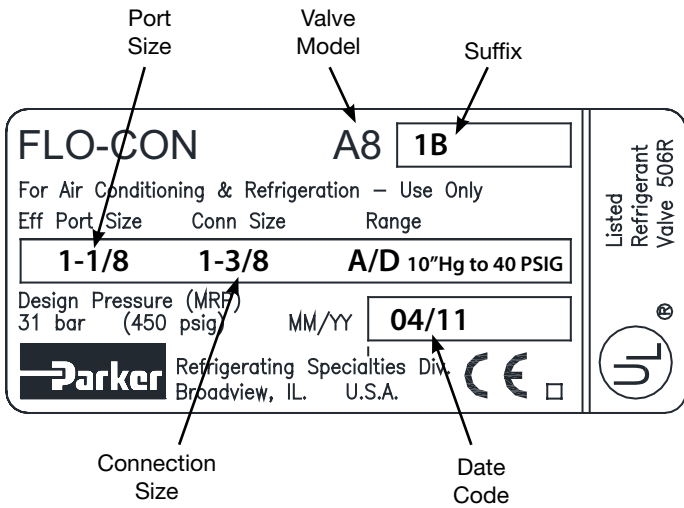 Port
Size
Valve
Model
Suffix
FLO-CON A8 1B
For Air Conditioning & Refrigeration – Use Only
Eff Port Size Conn Size Range
1-1/8 1-3/8 A/D 10"Hg to 40 PSIG
Design Pressure (MRP)
31 bar (450 psig) MM/YY 04/11
Parker Refrigerating Specialties Div.
Broadview, IL. U.S.A. CE
Listed
Refrigerant
Valve 506R
UL ®
Connection
Size
Date
Code